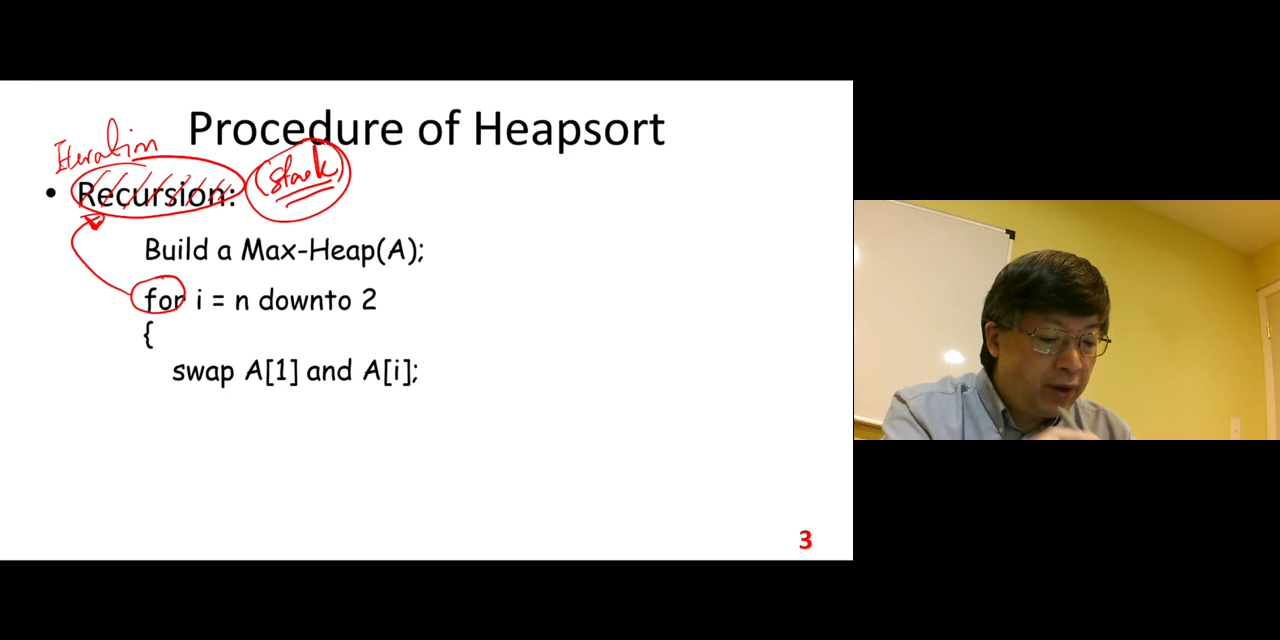 Procedure of Heapsort
Iteration
• Recursion: (stack)
Build a Max-Heap(A);
for i = n downto 2
{
swap A[1] and A[i];
3